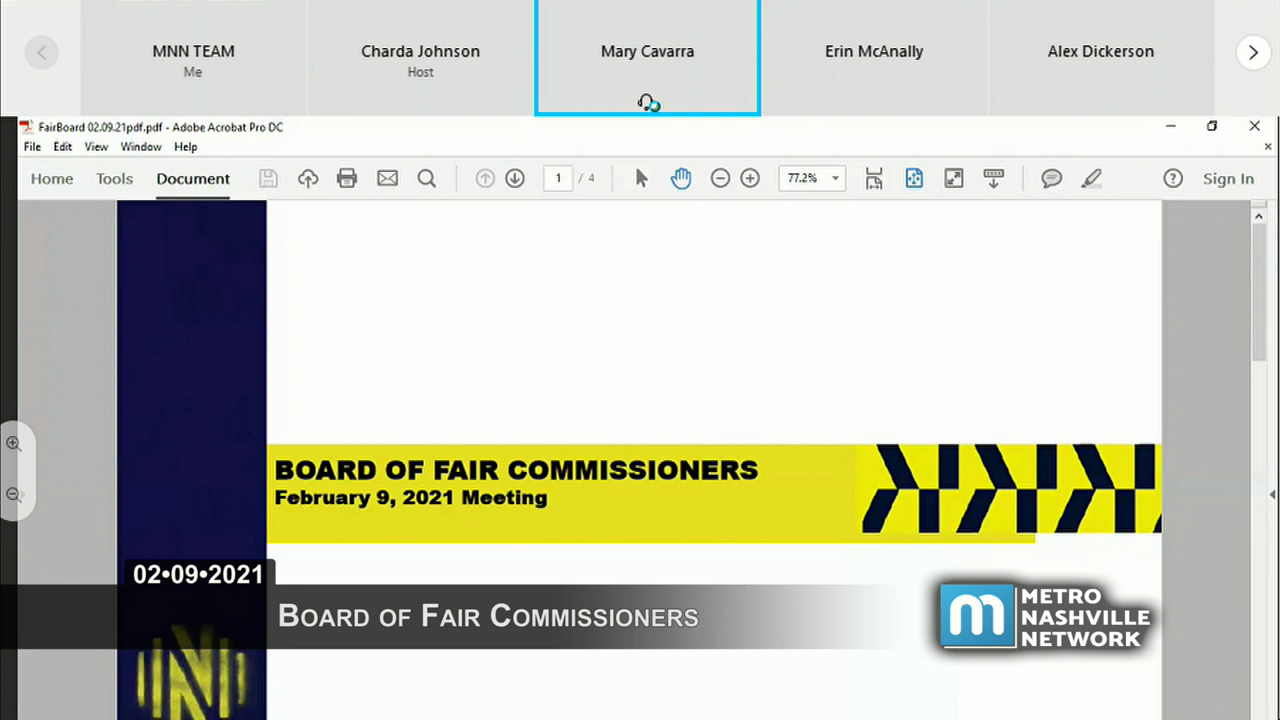 MNN TEAM
Me
Charda Johnson
Host
Mary Cavarra
Erin McAnally
Alex Dickerson
FairBoard 02.09.21pdf.pdf - Adobe Acrobat Pro DC
File Edit View Window Help
Home Tools Document 1 / 4 77.2% Sign In
BOARD OF FAIR COMMISSIONERS
February 9, 2021 Meeting
02•09•2021
BOARD OF FAIR COMMISSIONERS
METRO
NASHVILLE
NETWORK
N